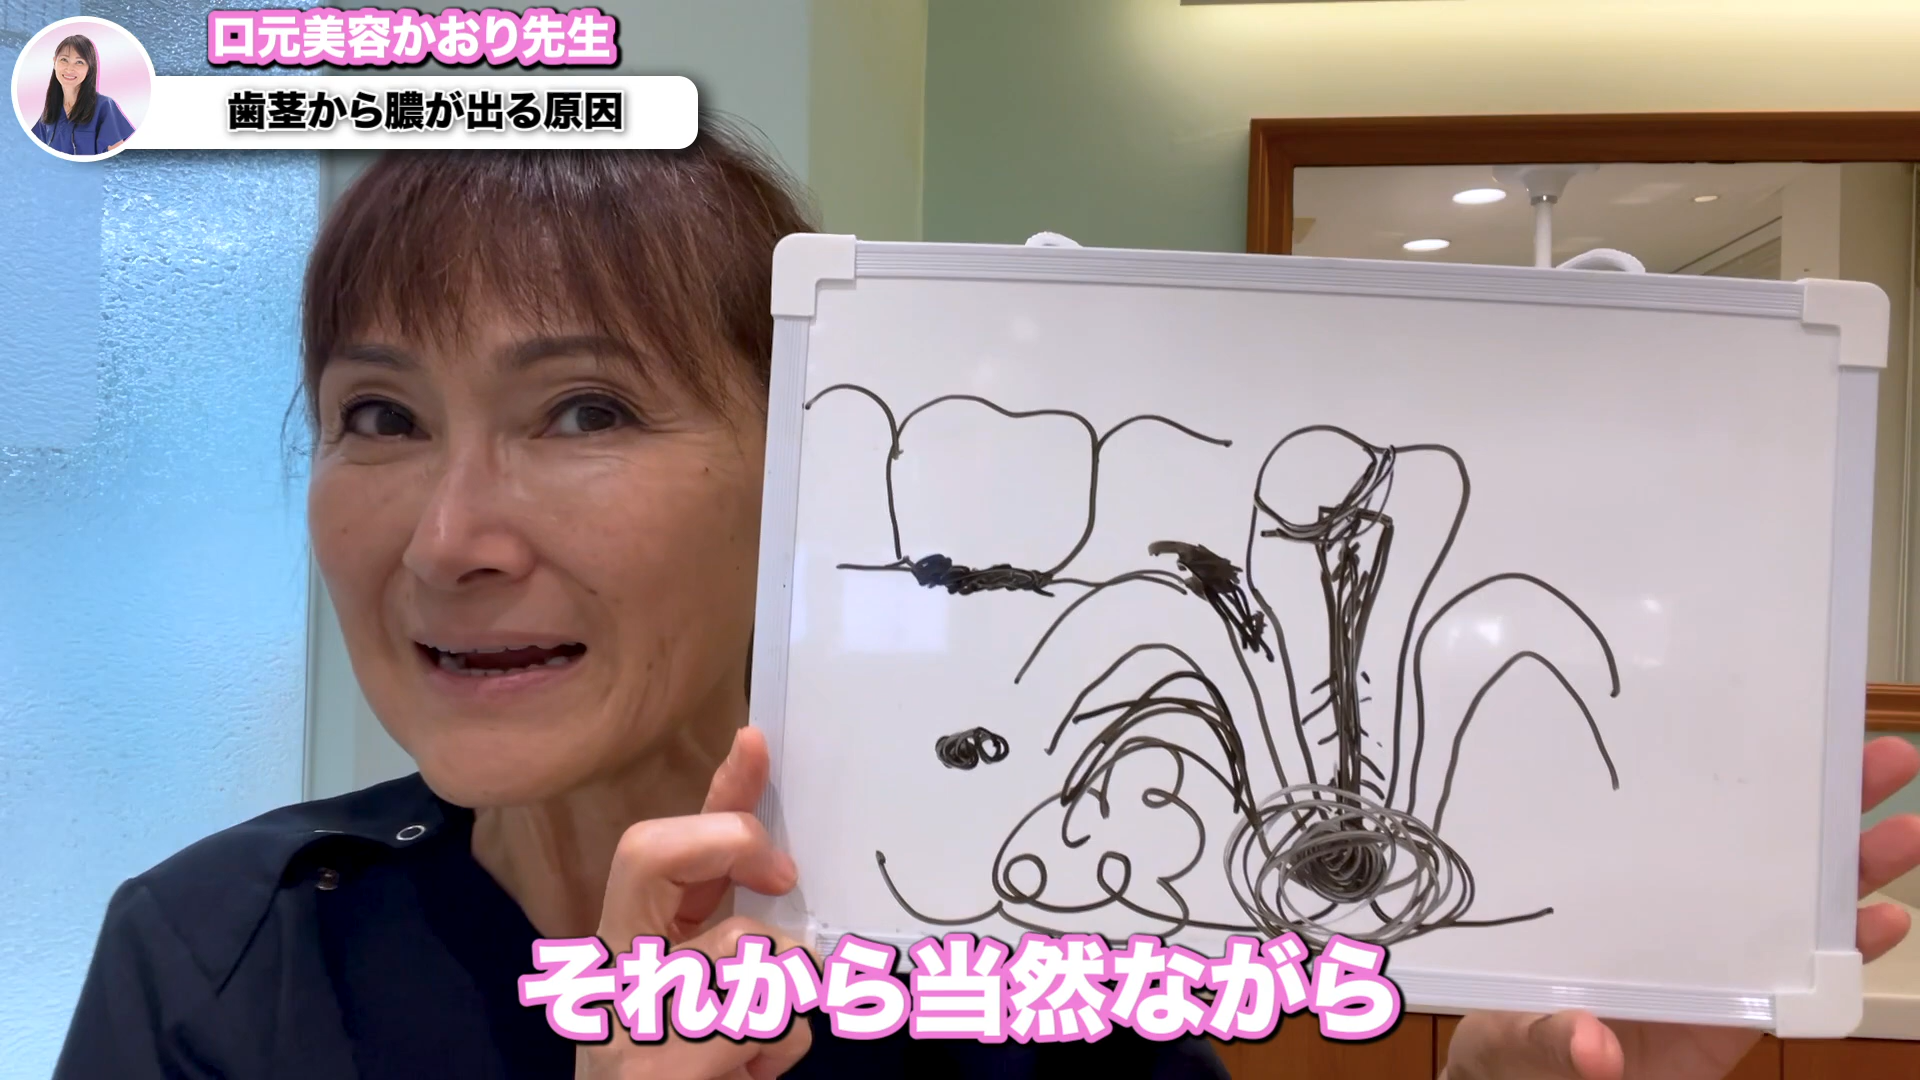 口元美容かおり先生
歯茎から膿が出る原因
それから当然ながら